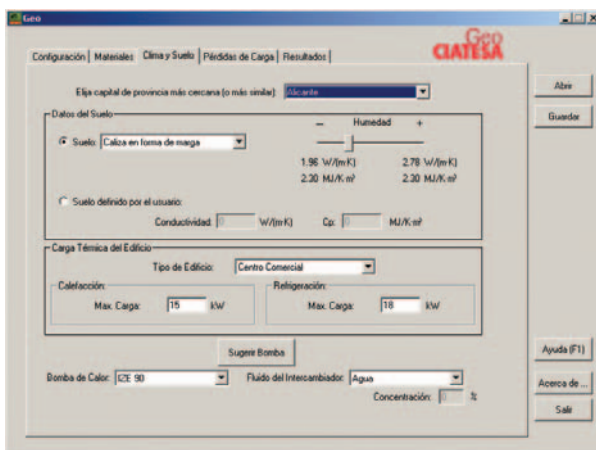 Geo
Geo
CIATESA
Configuración Materiales Clima y Suelo Pérdidas de Carga Resultados
Elija capital de provincia más cercana (o más similar): Alicante
Abrir
Guardar
Datos del Suelo
— Humedad +
Suelo: Caliza en forma de marga
1.96 W/(m·K) 2.78 W/(m·K)
2.30 MJ/K·m³ 2.30 MJ/K·m³
Suelo definido por el usuario:
Conductividad: 0 W/(m·K) Cp: 0 MJ/K·m³
Carga Térmica del Edificio
Tipo de Edificio: Centro Comercial
Calefacción: Refrigeración:
Max. Carga: 15 kW Max. Carga: 18 kW
Sugerir Bomba
Bomba de Calor: IZE 90 Fluido del Intercambiador: Agua
Concentración: 0 %
Ayuda (F1)
Acerca de ...
Salir